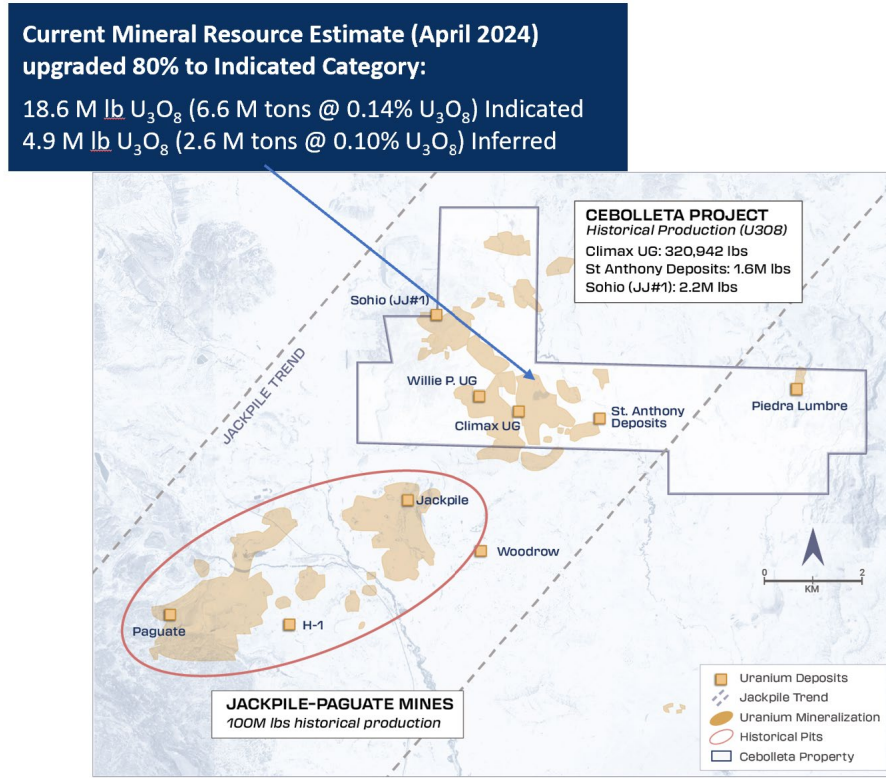 Current Mineral Resource Estimate (April 2024)
upgraded 80% to Indicated Category:
18.6 M lb U₃O₈ (6.6 M tons @ 0.14% U₃O₈) Indicated
4.9 M lb U₃O₈ (2.6 M tons @ 0.10% U₃O₈) Inferred
CEBOLLETA PROJECT
Historical Production (U308)
Climax UG: 320,942 lbs
St Anthony Deposits: 1.6M lbs
Sohio (JJ#1): 2.2M lbs
Sohio (JJ#1)
JACKPILE TREND
Willie P. UG
Climax UG
St. Anthony
Deposits
Piedra Lumbre
Jackpile
Woodrow
Paguate
H-1
0 2
KM
JACKPILE-PAGUATE MINES
100M lbs historical production
Uranium Deposits
Jackpile Trend
Uranium Mineralization
Historical Pits
Cebolleta Property